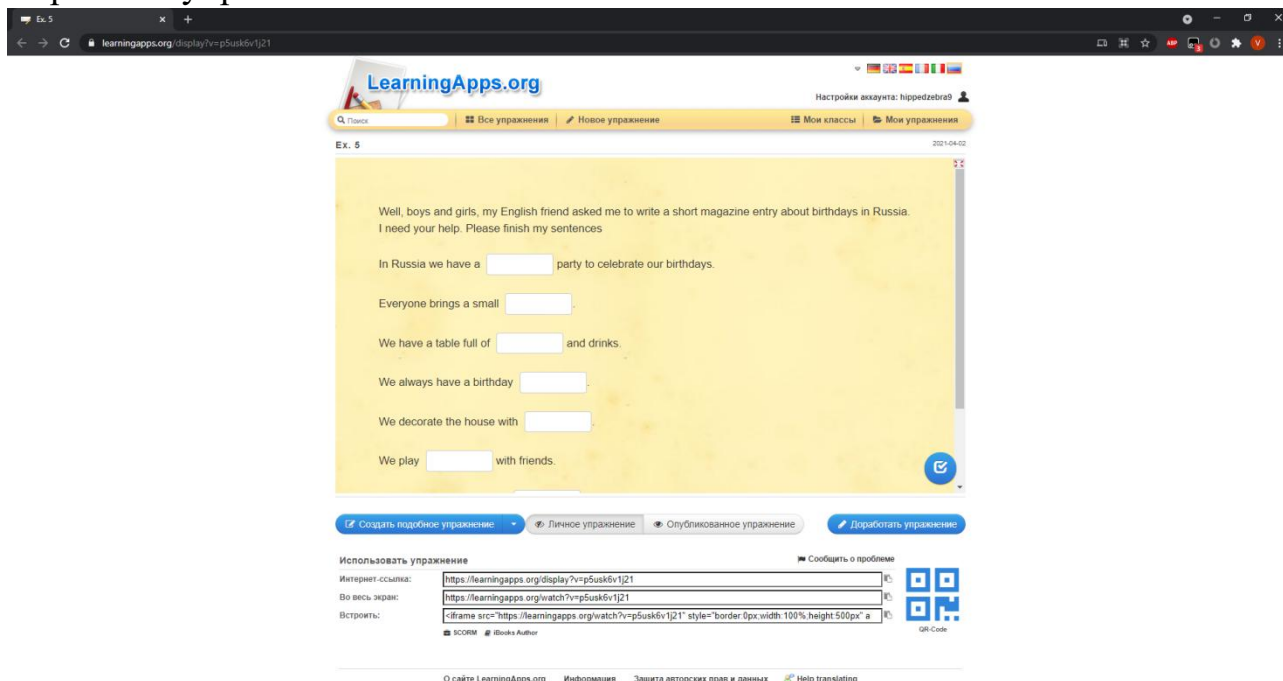 Ex. 5
learningapps.org/display?v=p5usk6v1j21
LearningApps.org
Настройки аккаунта: hippedzebra9
Поиск
Все упражнения
Новое упражнение
Мои классы
Мои упражнения
Ex. 5
2021-04-02
Well, boys and girls, my English friend asked me to write a short magazine entry about birthdays in Russia.
I need your help. Please finish my sentences
In Russia we have a party to celebrate our birthdays.
Everyone brings a small .
We have a table full of and drinks.
We always have a birthday .
We decorate the house with .
We play with friends.
Создать подобное упражнение
Личное упражнение
Опубликованное упражнение
Доработать упражнение
Использовать упражнение
Сообщить о проблеме
Интернет-ссылка: https://learningapps.org/display?v=p5usk6v1j21
Во весь экран: https://learningapps.org/watch?v=p5usk6v1j21
Встроить: <iframe src="https://learningapps.org/watch?v=p5usk6v1j21" style="border:0px;width:100%;height:500px" a
SCORM iBooks Author
QR-Code
О сайте LearningApps.org Информация Защита авторских прав и данных Help translating